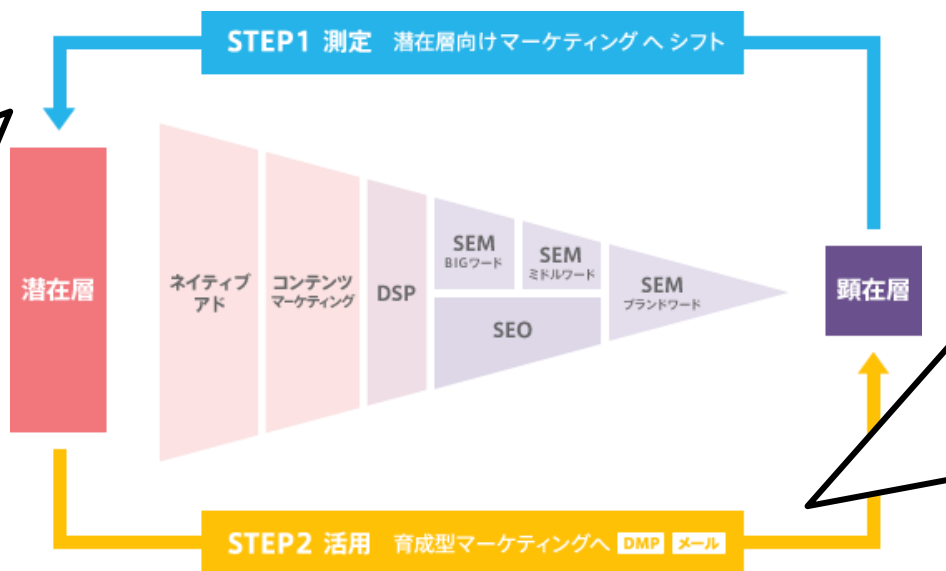 STEP1 測定 潜在層向けマーケティングへシフト
潜在層
ネイティブ
アド
コンテンツ
マーケティング
DSP
SEM
BIGワード
SEM
ミドルワード
SEO
SEM
ブランドワード
顕在層
STEP2 活用 育成型マーケティングへ DMP メール